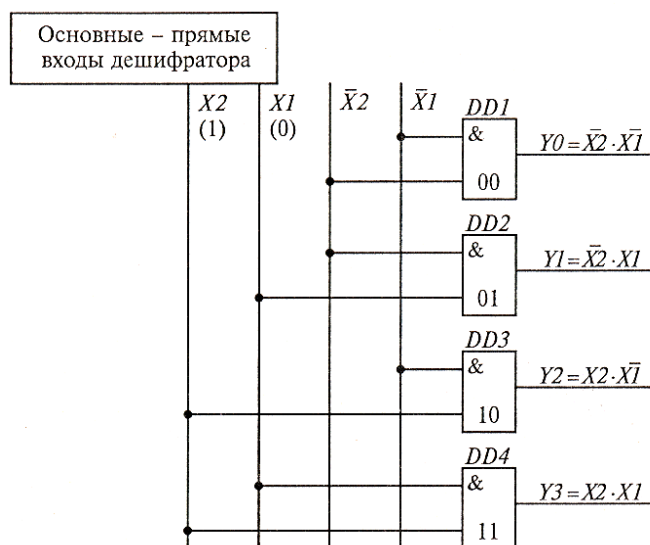 Основные – прямые
входы дешифратора
X2 X1 X̅2 X̅1
(1) (0)
DD1
&
00
Y0 = X̅2 · X̅1
DD2
&
01
Y1 = X̅2 · X1
DD3
&
10
Y2 = X2 · X̅1
DD4
&
11
Y3 = X2 · X1